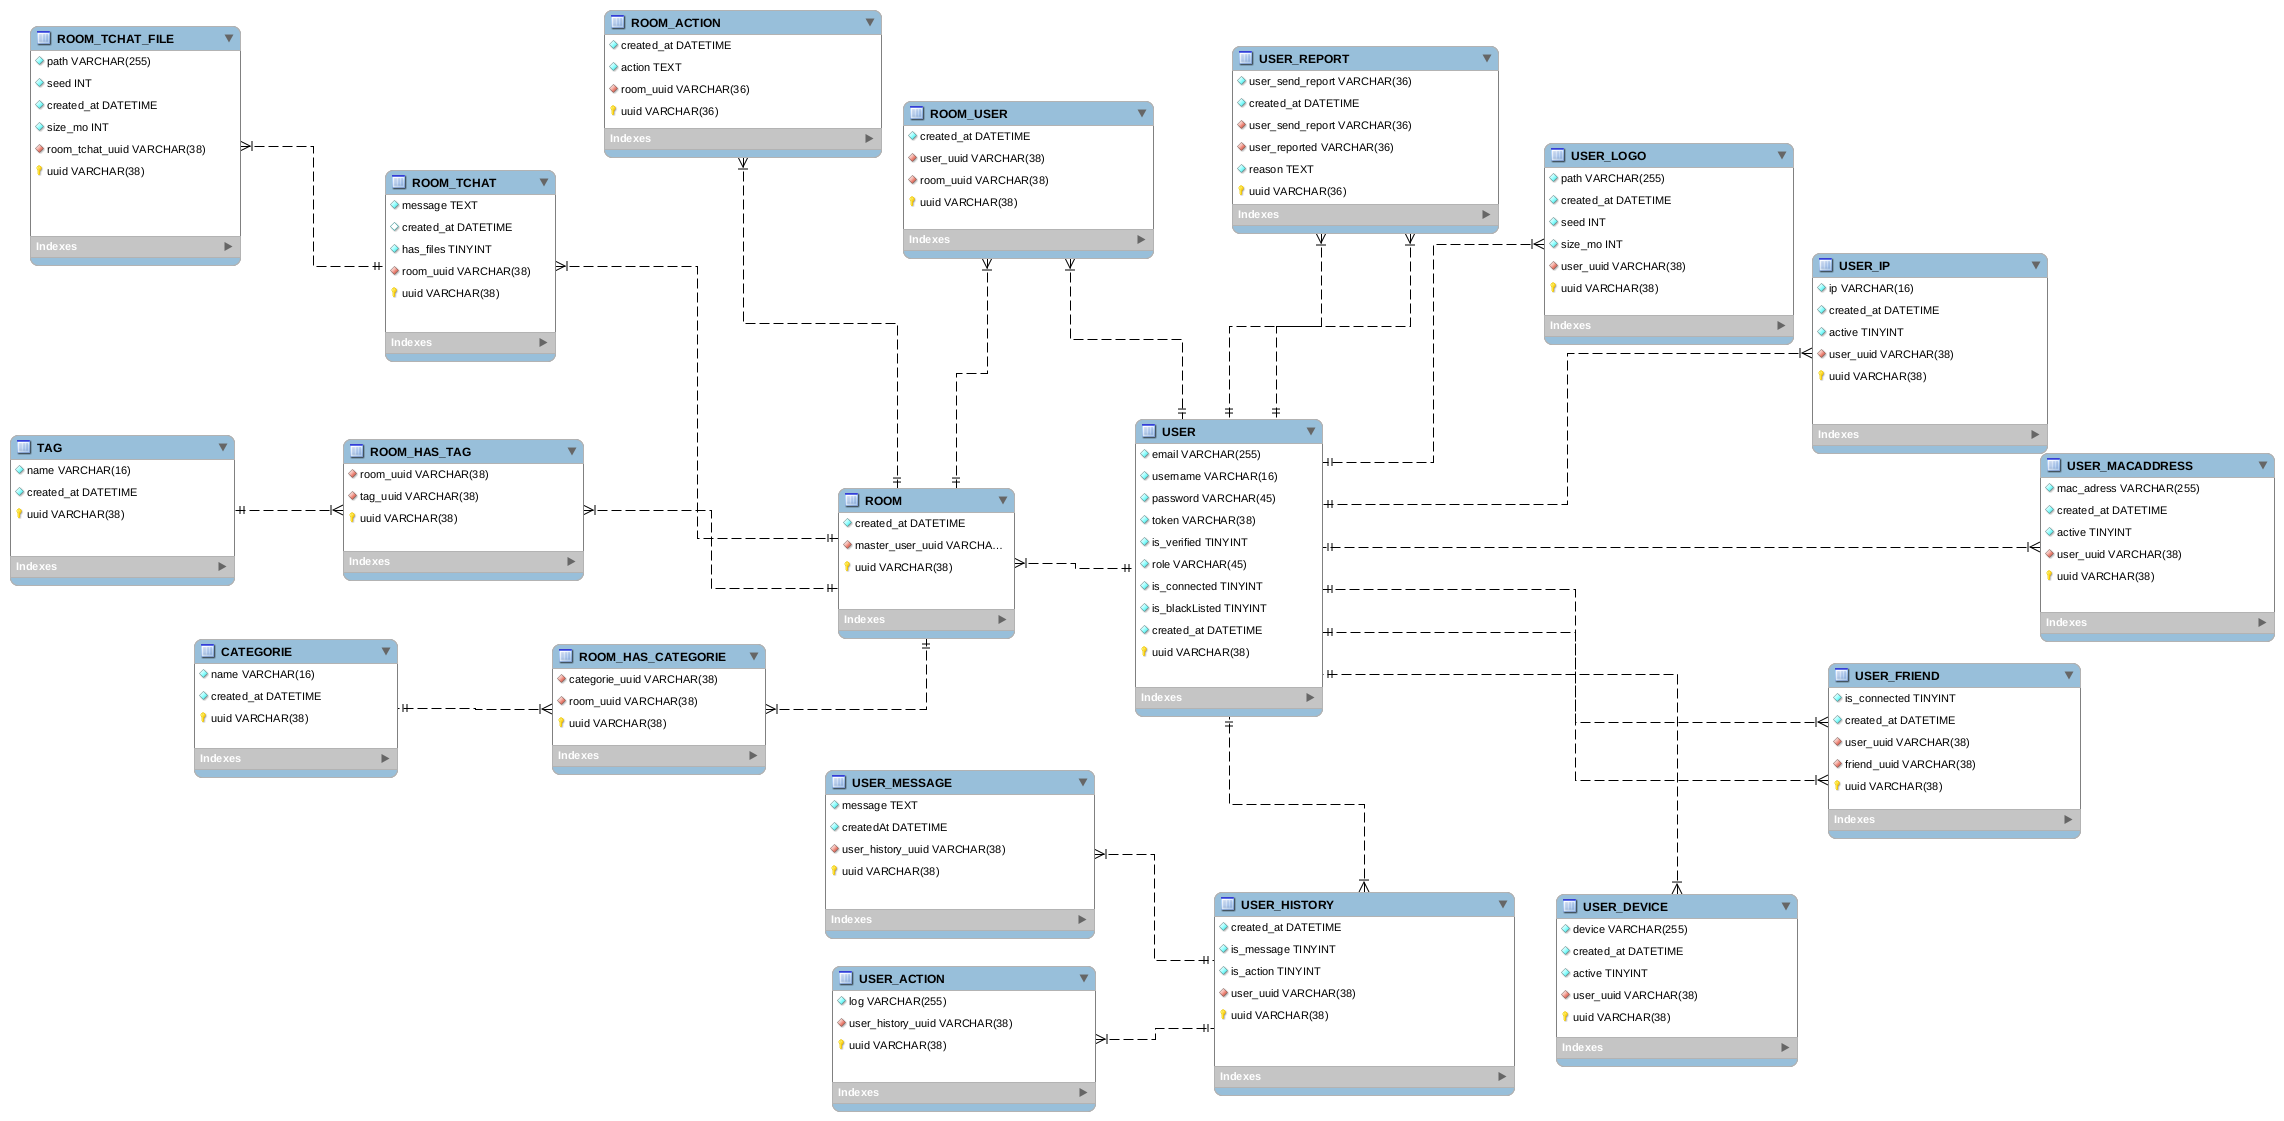 ROOM_TCHAT_FILE
path VARCHAR(255)
seed INT
created_at DATETIME
size_mo INT
room_tchat_uuid VARCHAR(38)
uuid VARCHAR(38)
Indexes
ROOM_TCHAT
message TEXT
created_at DATETIME
has_files TINYINT
room_uuid VARCHAR(38)
uuid VARCHAR(38)
Indexes
ROOM_ACTION
created_at DATETIME
action TEXT
room_uuid VARCHAR(36)
uuid VARCHAR(36)
Indexes
ROOM_USER
created_at DATETIME
user_uuid VARCHAR(38)
room_uuid VARCHAR(38)
uuid VARCHAR(38)
Indexes
USER_REPORT
user_send_report VARCHAR(36)
created_at DATETIME
user_send_report VARCHAR(36)
user_reported VARCHAR(36)
reason TEXT
uuid VARCHAR(36)
Indexes
USER_LOGO
path VARCHAR(255)
created_at DATETIME
seed INT
size_mo INT
user_uuid VARCHAR(38)
uuid VARCHAR(38)
Indexes
USER_IP
ip VARCHAR(16)
created_at DATETIME
active TINYINT
user_uuid VARCHAR(38)
uuid VARCHAR(38)
Indexes
TAG
name VARCHAR(16)
created_at DATETIME
uuid VARCHAR(38)
Indexes
ROOM_HAS_TAG
room_uuid VARCHAR(38)
tag_uuid VARCHAR(38)
uuid VARCHAR(38)
Indexes
ROOM
created_at DATETIME
master_user_uuid VARCHA...
uuid VARCHAR(38)
Indexes
USER
email VARCHAR(255)
username VARCHAR(16)
password VARCHAR(45)
token VARCHAR(38)
is_verified TINYINT
role VARCHAR(45)
is_connected TINYINT
is_blackListed TINYINT
created_at DATETIME
uuid VARCHAR(38)
Indexes
USER_MACADDRESS
mac_adress VARCHAR(255)
created_at DATETIME
active TINYINT
user_uuid VARCHAR(38)
uuid VARCHAR(38)
Indexes
CATEGORIE
name VARCHAR(16)
created_at DATETIME
uuid VARCHAR(38)
Indexes
ROOM_HAS_CATEGORIE
categorie_uuid VARCHAR(38)
room_uuid VARCHAR(38)
uuid VARCHAR(38)
Indexes
USER_FRIEND
is_connected TINYINT
created_at DATETIME
user_uuid VARCHAR(38)
friend_uuid VARCHAR(38)
uuid VARCHAR(38)
Indexes
USER_MESSAGE
message TEXT
createdAt DATETIME
user_history_uuid VARCHAR(38)
uuid VARCHAR(38)
Indexes
USER_ACTION
log VARCHAR(255)
user_history_uuid VARCHAR(38)
uuid VARCHAR(38)
Indexes
USER_HISTORY
created_at DATETIME
is_message TINYINT
is_action TINYINT
user_uuid VARCHAR(38)
uuid VARCHAR(38)
Indexes
USER_DEVICE
device VARCHAR(255)
created_at DATETIME
active TINYINT
user_uuid VARCHAR(38)
uuid VARCHAR(38)
Indexes